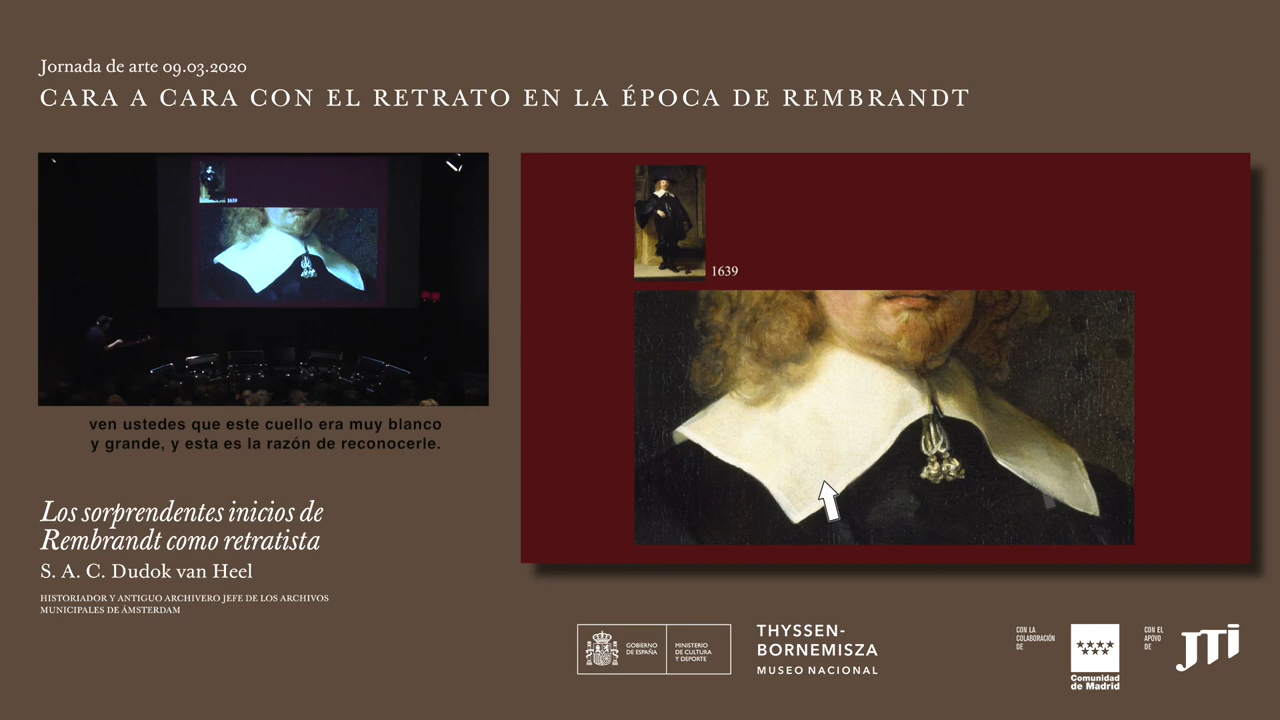 Jornada de arte 09.03.2020
CARA A CARA CON EL RETRATO EN LA ÉPOCA DE REMBRANDT
1639
1639
ven ustedes que este cuello era muy blanco
y grande, y esta es la razón de reconocerle.
Los sorprendentes inicios de
Rembrandt como retratista
S. A. C. Dudok van Heel
HISTORIADOR Y ANTIGUO ARCHIVERO JEFE DE LOS ARCHIVOS
MUNICIPALES DE ÁMSTERDAM
GOBIERNO
DE ESPAÑA
MINISTERIO
DE CULTURA
Y DEPORTE
THYSSEN-
BORNEMISZA
MUSEO NACIONAL
CON LA
COLABORACIÓN
DE
Comunidad
de Madrid
CON EL
APOYO
DE
JTi